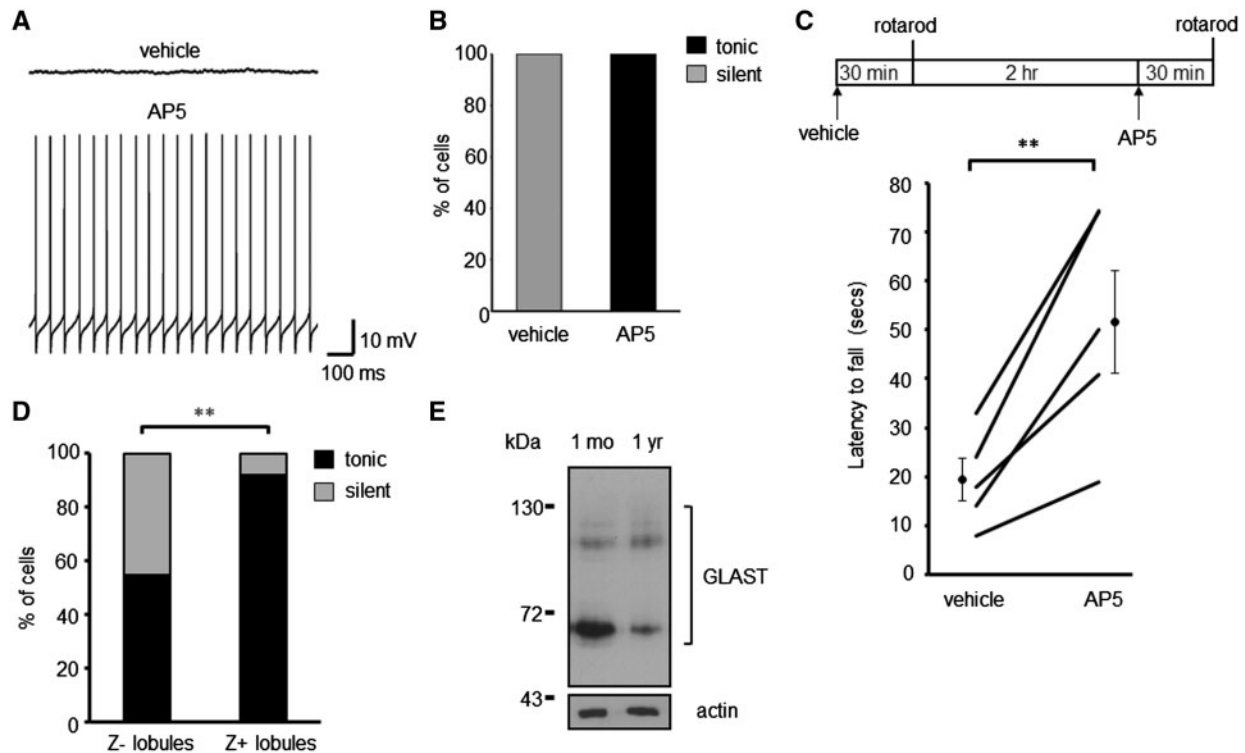 A
vehicle
AP5
10 mV
100 ms
B
100
80
60
40
20
0
% of cells
vehicle
AP5
tonic
silent
C
rotarod
rotarod
30 min
2 hr
30 min
vehicle
AP5
**
80
70
60
50
40
30
20
10
0
Latency to fall (secs)
vehicle
AP5
D
**
100
80
60
40
20
0
% of cells
Z- lobules
Z+ lobules
tonic
silent
E
kDa
1 mo
1 yr
130
72
43
GLAST
actin